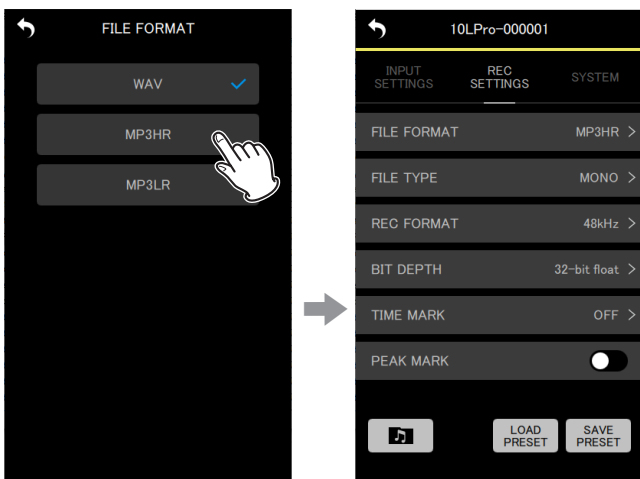 FILE FORMAT
WAV
MP3HR
MP3LR
10LPro-000001
INPUT
SETTINGS
REC
SETTINGS
SYSTEM
FILE FORMAT MP3HR >
FILE TYPE MONO >
REC FORMAT 48kHz >
BIT DEPTH 32-bit float >
TIME MARK OFF >
PEAK MARK
LOAD
PRESET
SAVE
PRESET